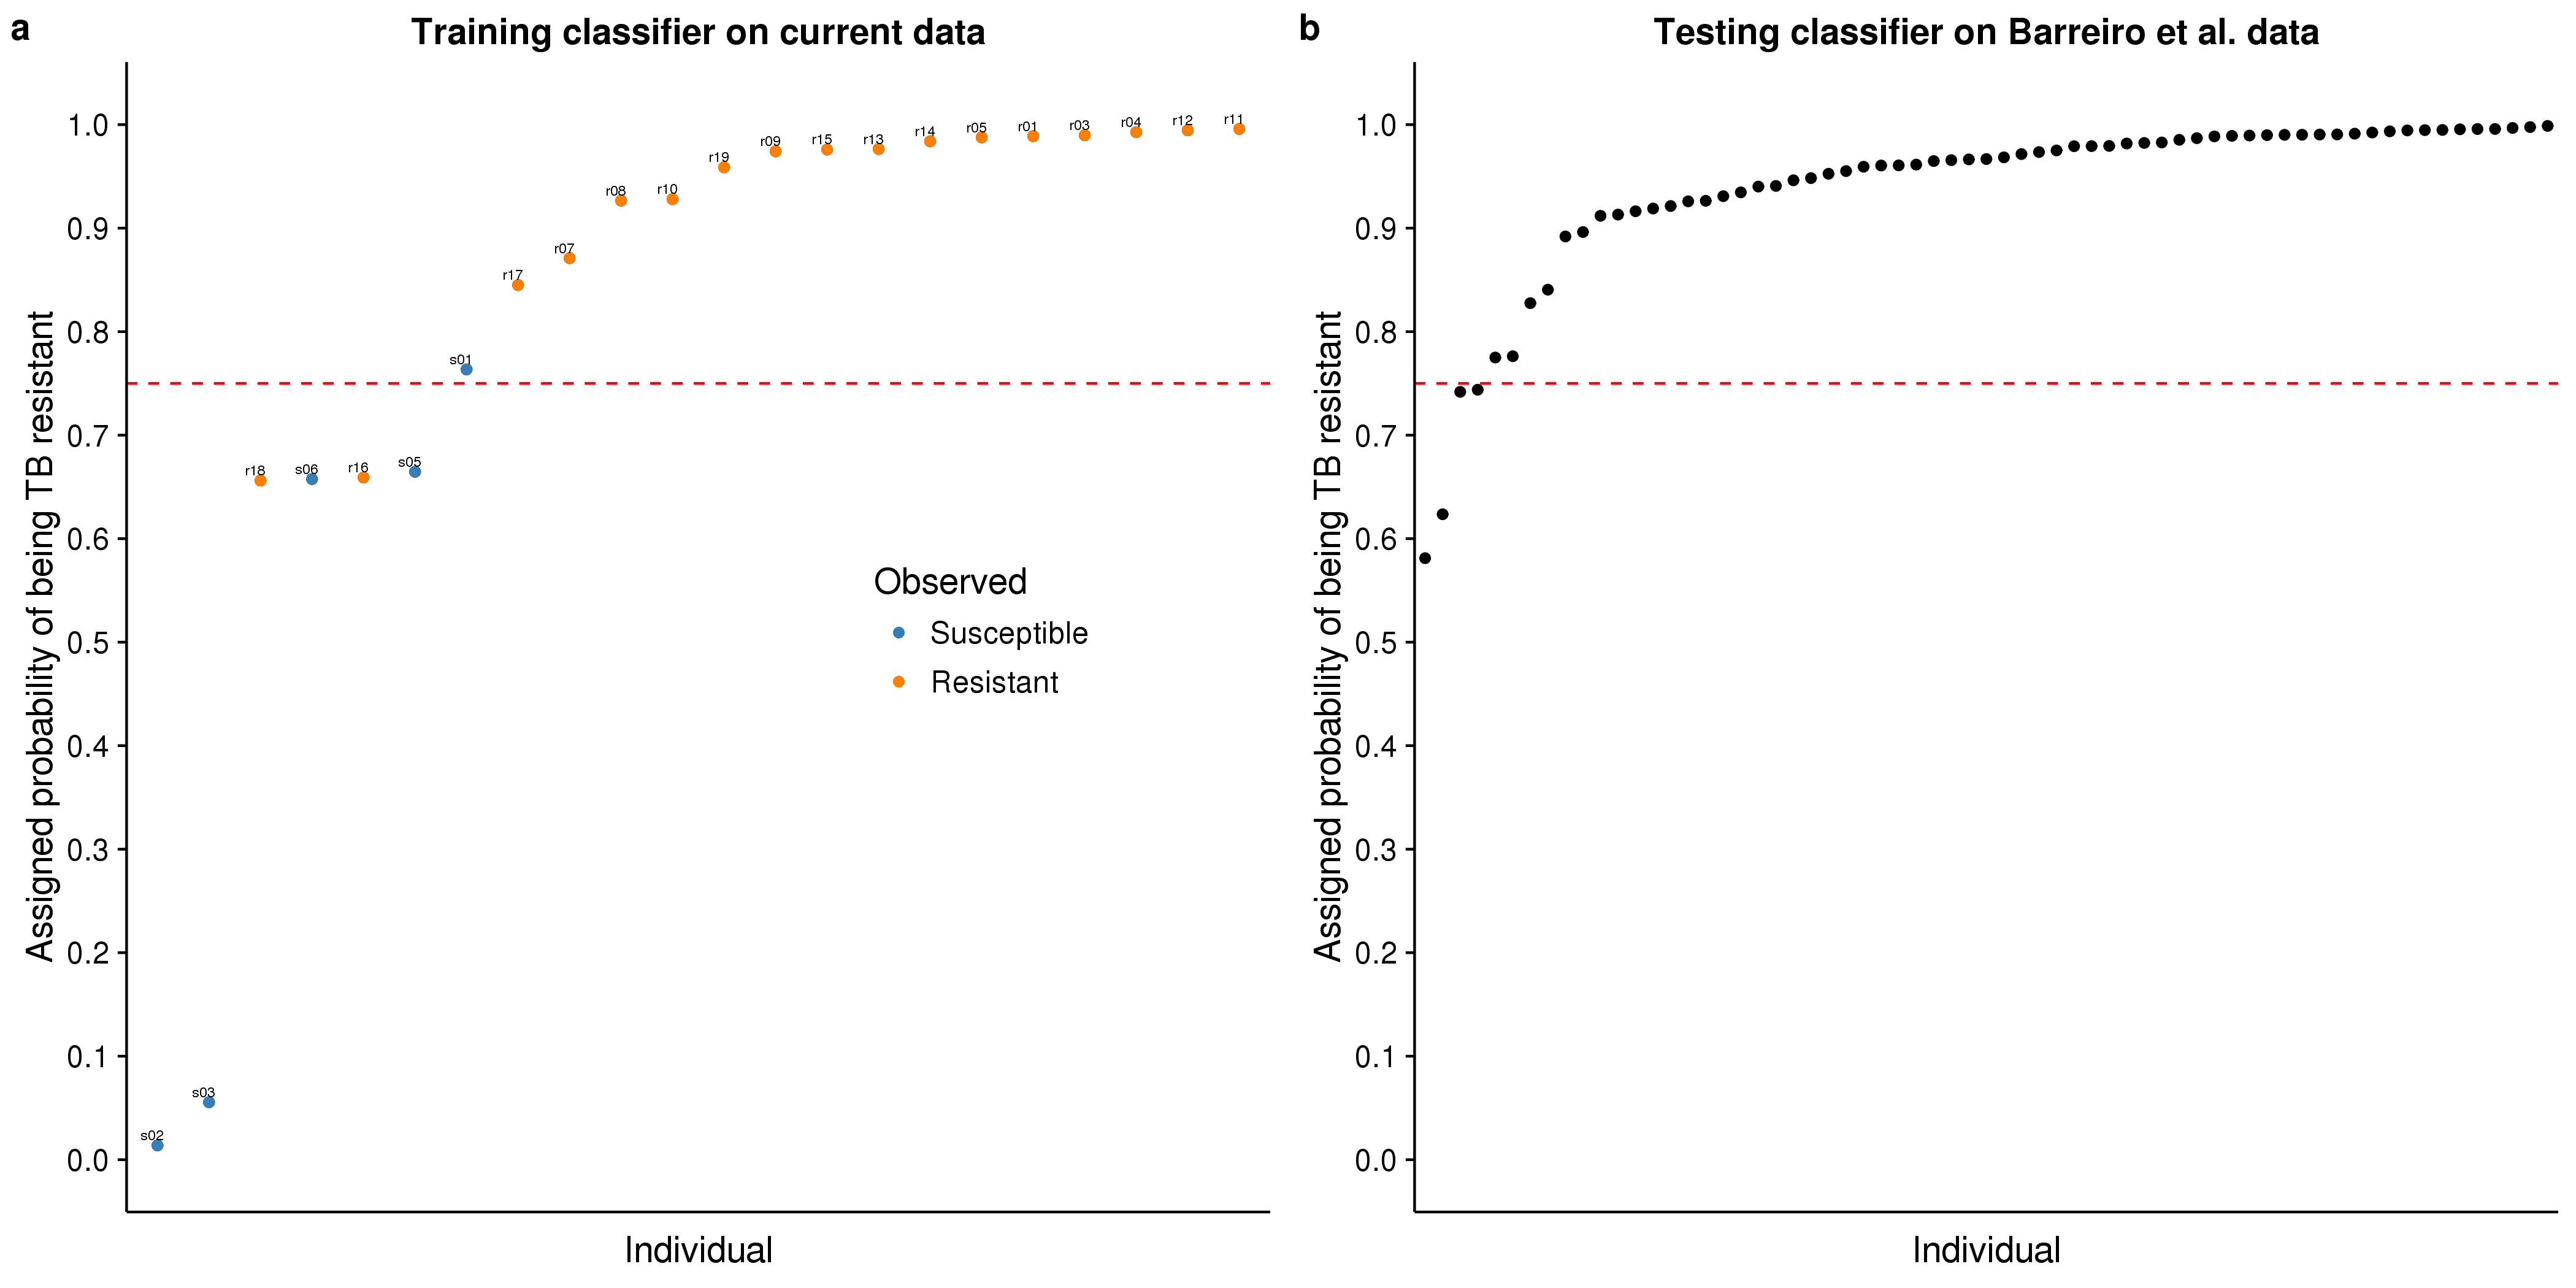 a
Training classifier on current data
Assigned probability of being TB resistant
1.0
0.9
0.8
0.7
0.6
0.5
0.4
0.3
0.2
0.1
0.0
s02
s03
r18
s06
r16
s05
s01
r17
r07
r08
r10
r19
r09
r15
r13
r14
r05
r01
r03
r04
r12
r11
Observed
Susceptible
Resistant
Individual
b
Testing classifier on Barreiro et al. data
Assigned probability of being TB resistant
1.0
0.9
0.8
0.7
0.6
0.5
0.4
0.3
0.2
0.1
0.0
Individual